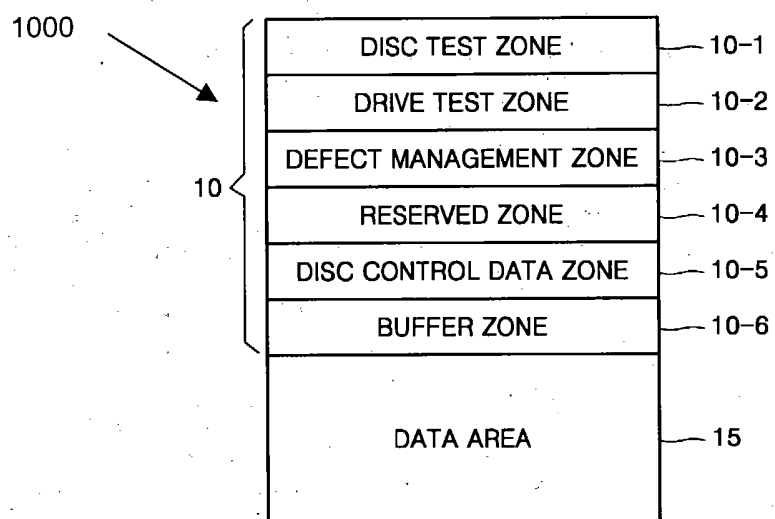 1000
DISC TEST ZONE 10-1
DRIVE TEST ZONE 10-2
DEFECT MANAGEMENT ZONE 10-3
10
RESERVED ZONE 10-4
DISC CONTROL DATA ZONE 10-5
BUFFER ZONE 10-6
DATA AREA 15